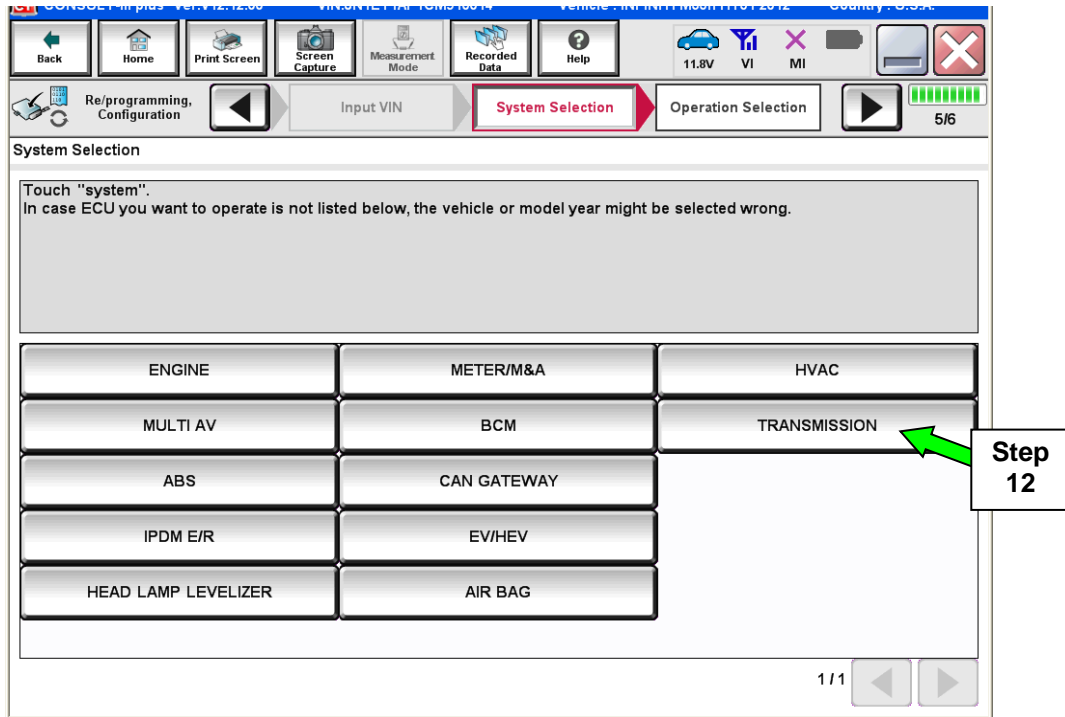 Back
Home
Print Screen
Screen
Capture
Measurement
Mode
Recorded
Data
Help
11.8V
VI
MI
Re/programming,
Configuration
Input VIN
System Selection
Operation Selection
5/6
System Selection
Touch "system".
In case ECU you want to operate is not listed below, the vehicle or model year might be selected wrong.
ENGINE
METER/M&A
HVAC
MULTI AV
BCM
TRANSMISSION
Step
12
ABS
CAN GATEWAY
IPDM E/R
EV/HEV
HEAD LAMP LEVELIZER
AIR BAG
1/1